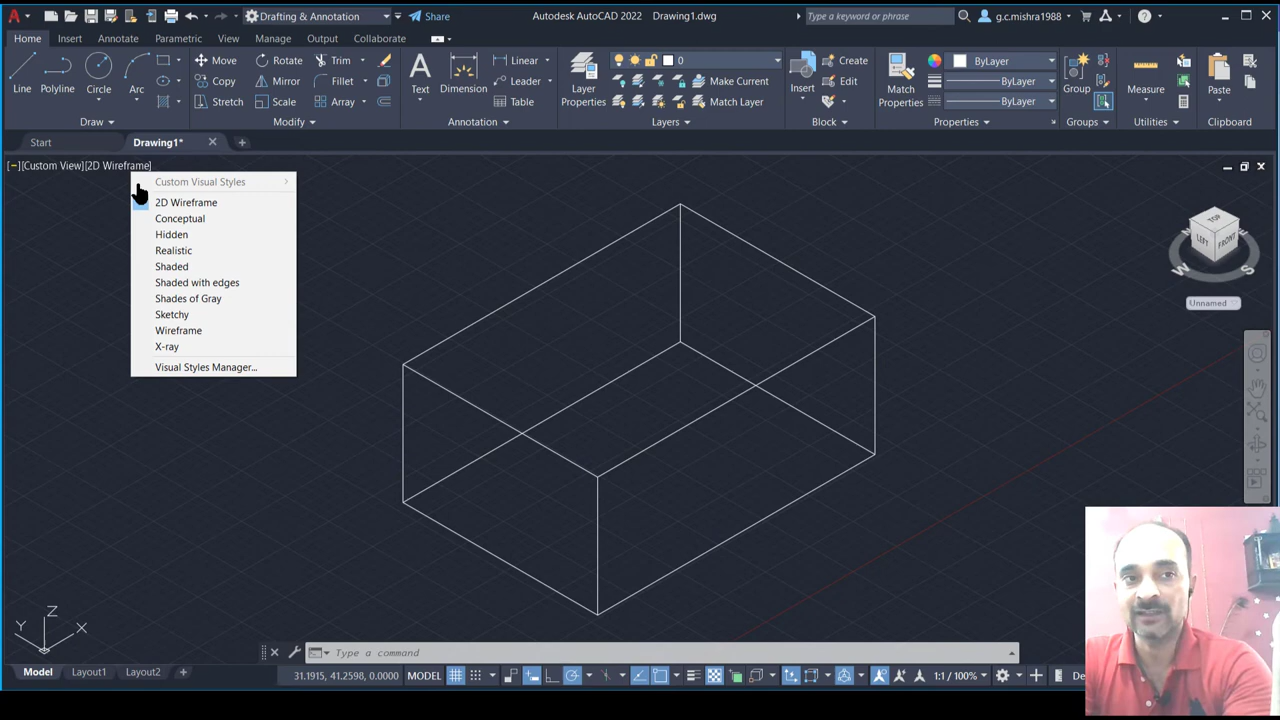 A Drafting & Annotation Share Autodesk AutoCAD 2022 Drawing1.dwg Type a keyword or phrase g.c.mishra1988
Home Insert Annotate Parametric View Manage Output Collaborate
Line Polyline Circle Arc
Move Rotate Trim
Copy Mirror Fillet
Stretch Scale Array
Text Dimension
Linear
Leader
Table
Layer Properties
0
Make Current
Match Layer
Insert
Create
Edit
Match Properties
ByLayer
ByLayer
ByLayer
Group
Measure
Paste
Draw Modify Annotation Layers Block Properties Groups Utilities Clipboard
Start Drawing1*
[−][Custom View][2D Wireframe]
Custom Visual Styles
2D Wireframe
Conceptual
Hidden
Realistic
Shaded
Shaded with edges
Shades of Gray
Sketchy
Wireframe
X-ray
Visual Styles Manager...
TOP
LEFT FRONT
W S
Unnamed
Z
Y X
Type a command
Model Layout1 Layout2
31.1915, 41.2598, 0.0000 MODEL 1:1 / 100% De